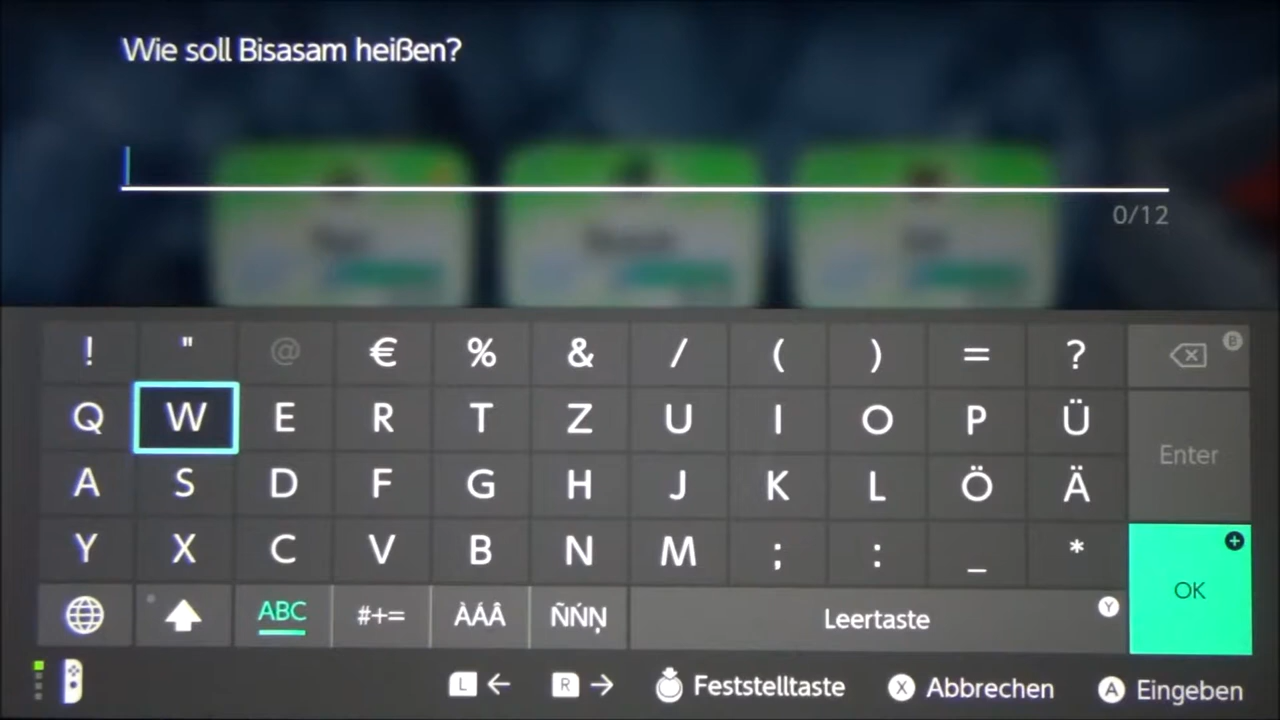 Wie soll Bisasam heißen?
0/12
! " @ € % & / ( ) = ? B
Q W E R T Z U I O P Ü
A S D F G H J K L Ö Ä Enter
Y X C V B N M ; : _ * + OK
ABC #+= ÀÁÂ ÑŃŅ Leertaste Y
L ← R → Feststelltaste X Abbrechen A Eingeben